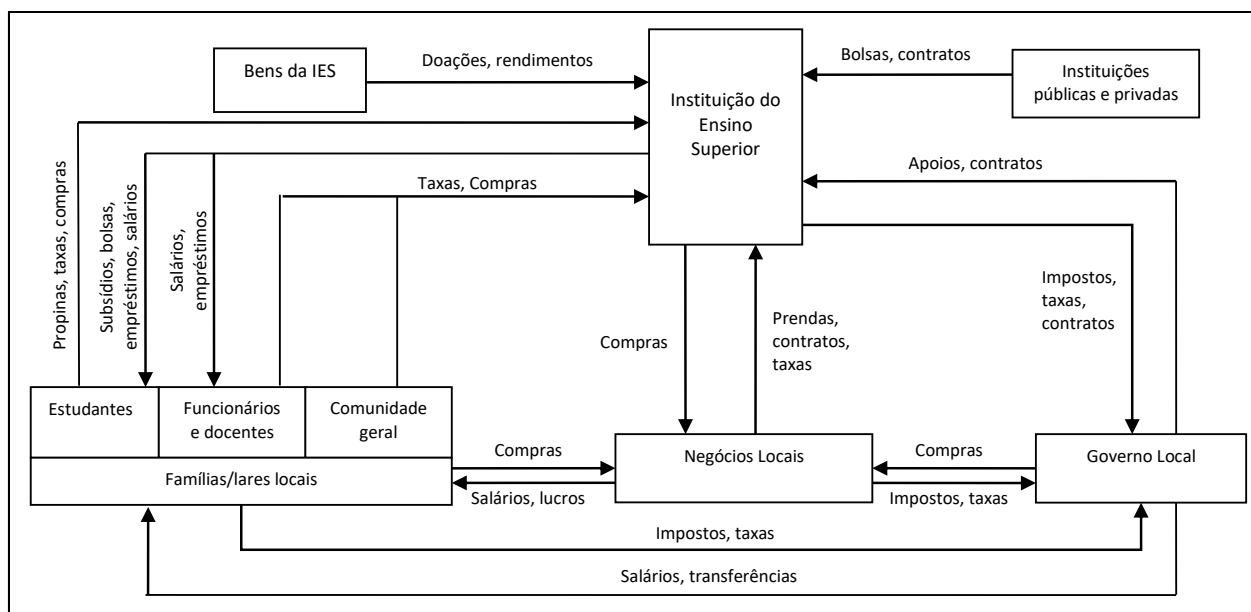 Bens da IES
Doações, rendimentos
Instituição do
Ensino
Superior
Bolsas, contratos
Instituições
públicas e privadas
Apoios, contratos
Taxas, Compras
Propinas, taxas, compras
Subsídios, bolsas,
empréstimos, salários
Salários,
empréstimos
Impostos,
taxas,
contratos
Compras
Prendas,
contratos,
taxas
Estudantes
Funcionários
e docentes
Comunidade
geral
Famílias/lares locais
Compras
Salários, lucros
Negócios Locais
Compras
Impostos, taxas
Governo Local
Impostos, taxas
Salários, transferências